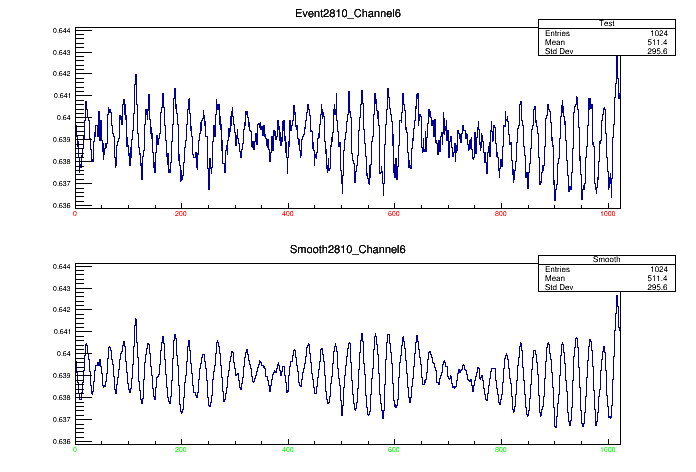 Event2810_Channel6
Test
Entries 1024
Mean 511.4
Std Dev 295.6
0.644
0.643
0.642
0.641
0.64
0.639
0.638
0.637
0.636
0 200 400 600 800 1000
Smooth2810_Channel6
Smooth
Entries 1024
Mean 511.4
Std Dev 295.6
0.644
0.643
0.642
0.641
0.64
0.639
0.638
0.637
0.636
0 200 400 600 800 1000